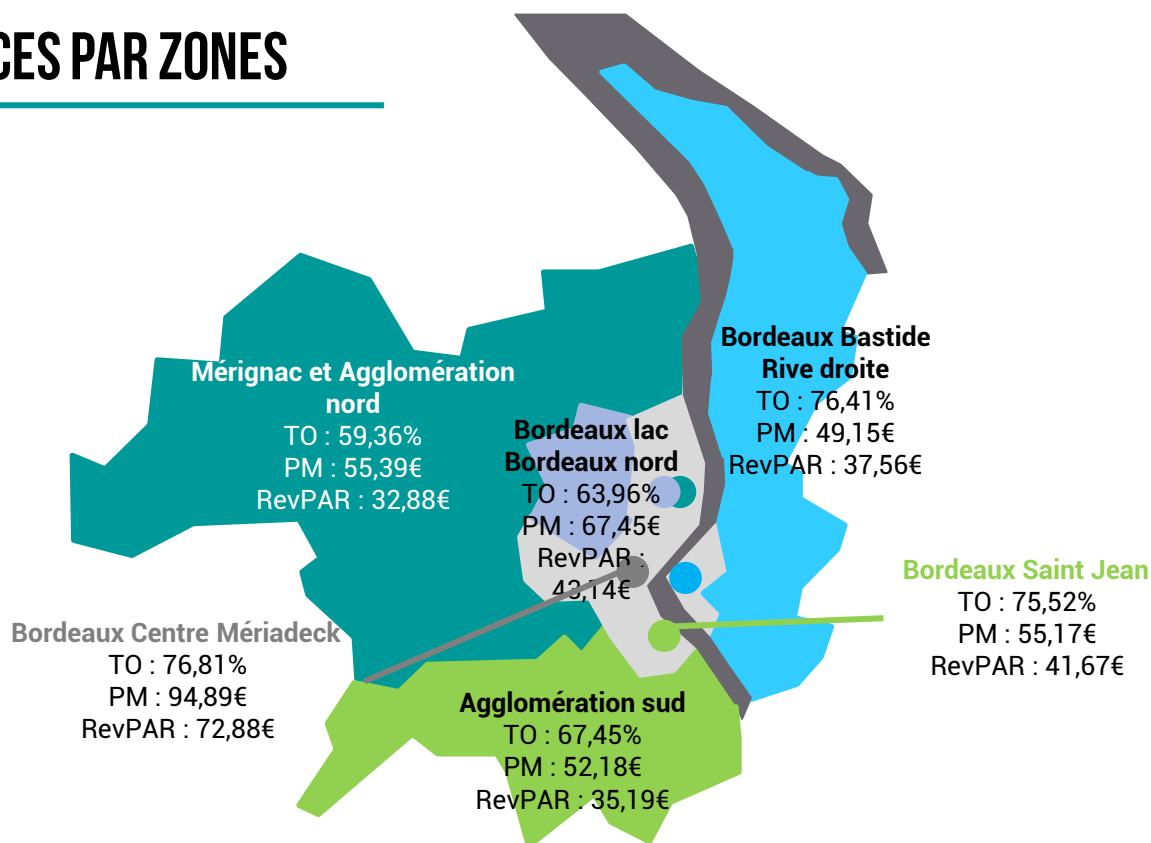 CES PAR ZONES
Mérignac et Agglomération
nord
TO : 59,36%
PM : 55,39€
RevPAR : 32,88€
Bordeaux lac
Bordeaux nord
TO : 63,96%
PM : 67,45€
RevPAR :
43,14€
Bordeaux Bastide
Rive droite
TO : 76,41%
PM : 49,15€
RevPAR : 37,56€
Bordeaux Centre Mériadeck
TO : 76,81%
PM : 94,89€
RevPAR : 72,88€
Bordeaux Saint Jean
TO : 75,52%
PM : 55,17€
RevPAR : 41,67€
Agglomération sud
TO : 67,45%
PM : 52,18€
RevPAR : 35,19€